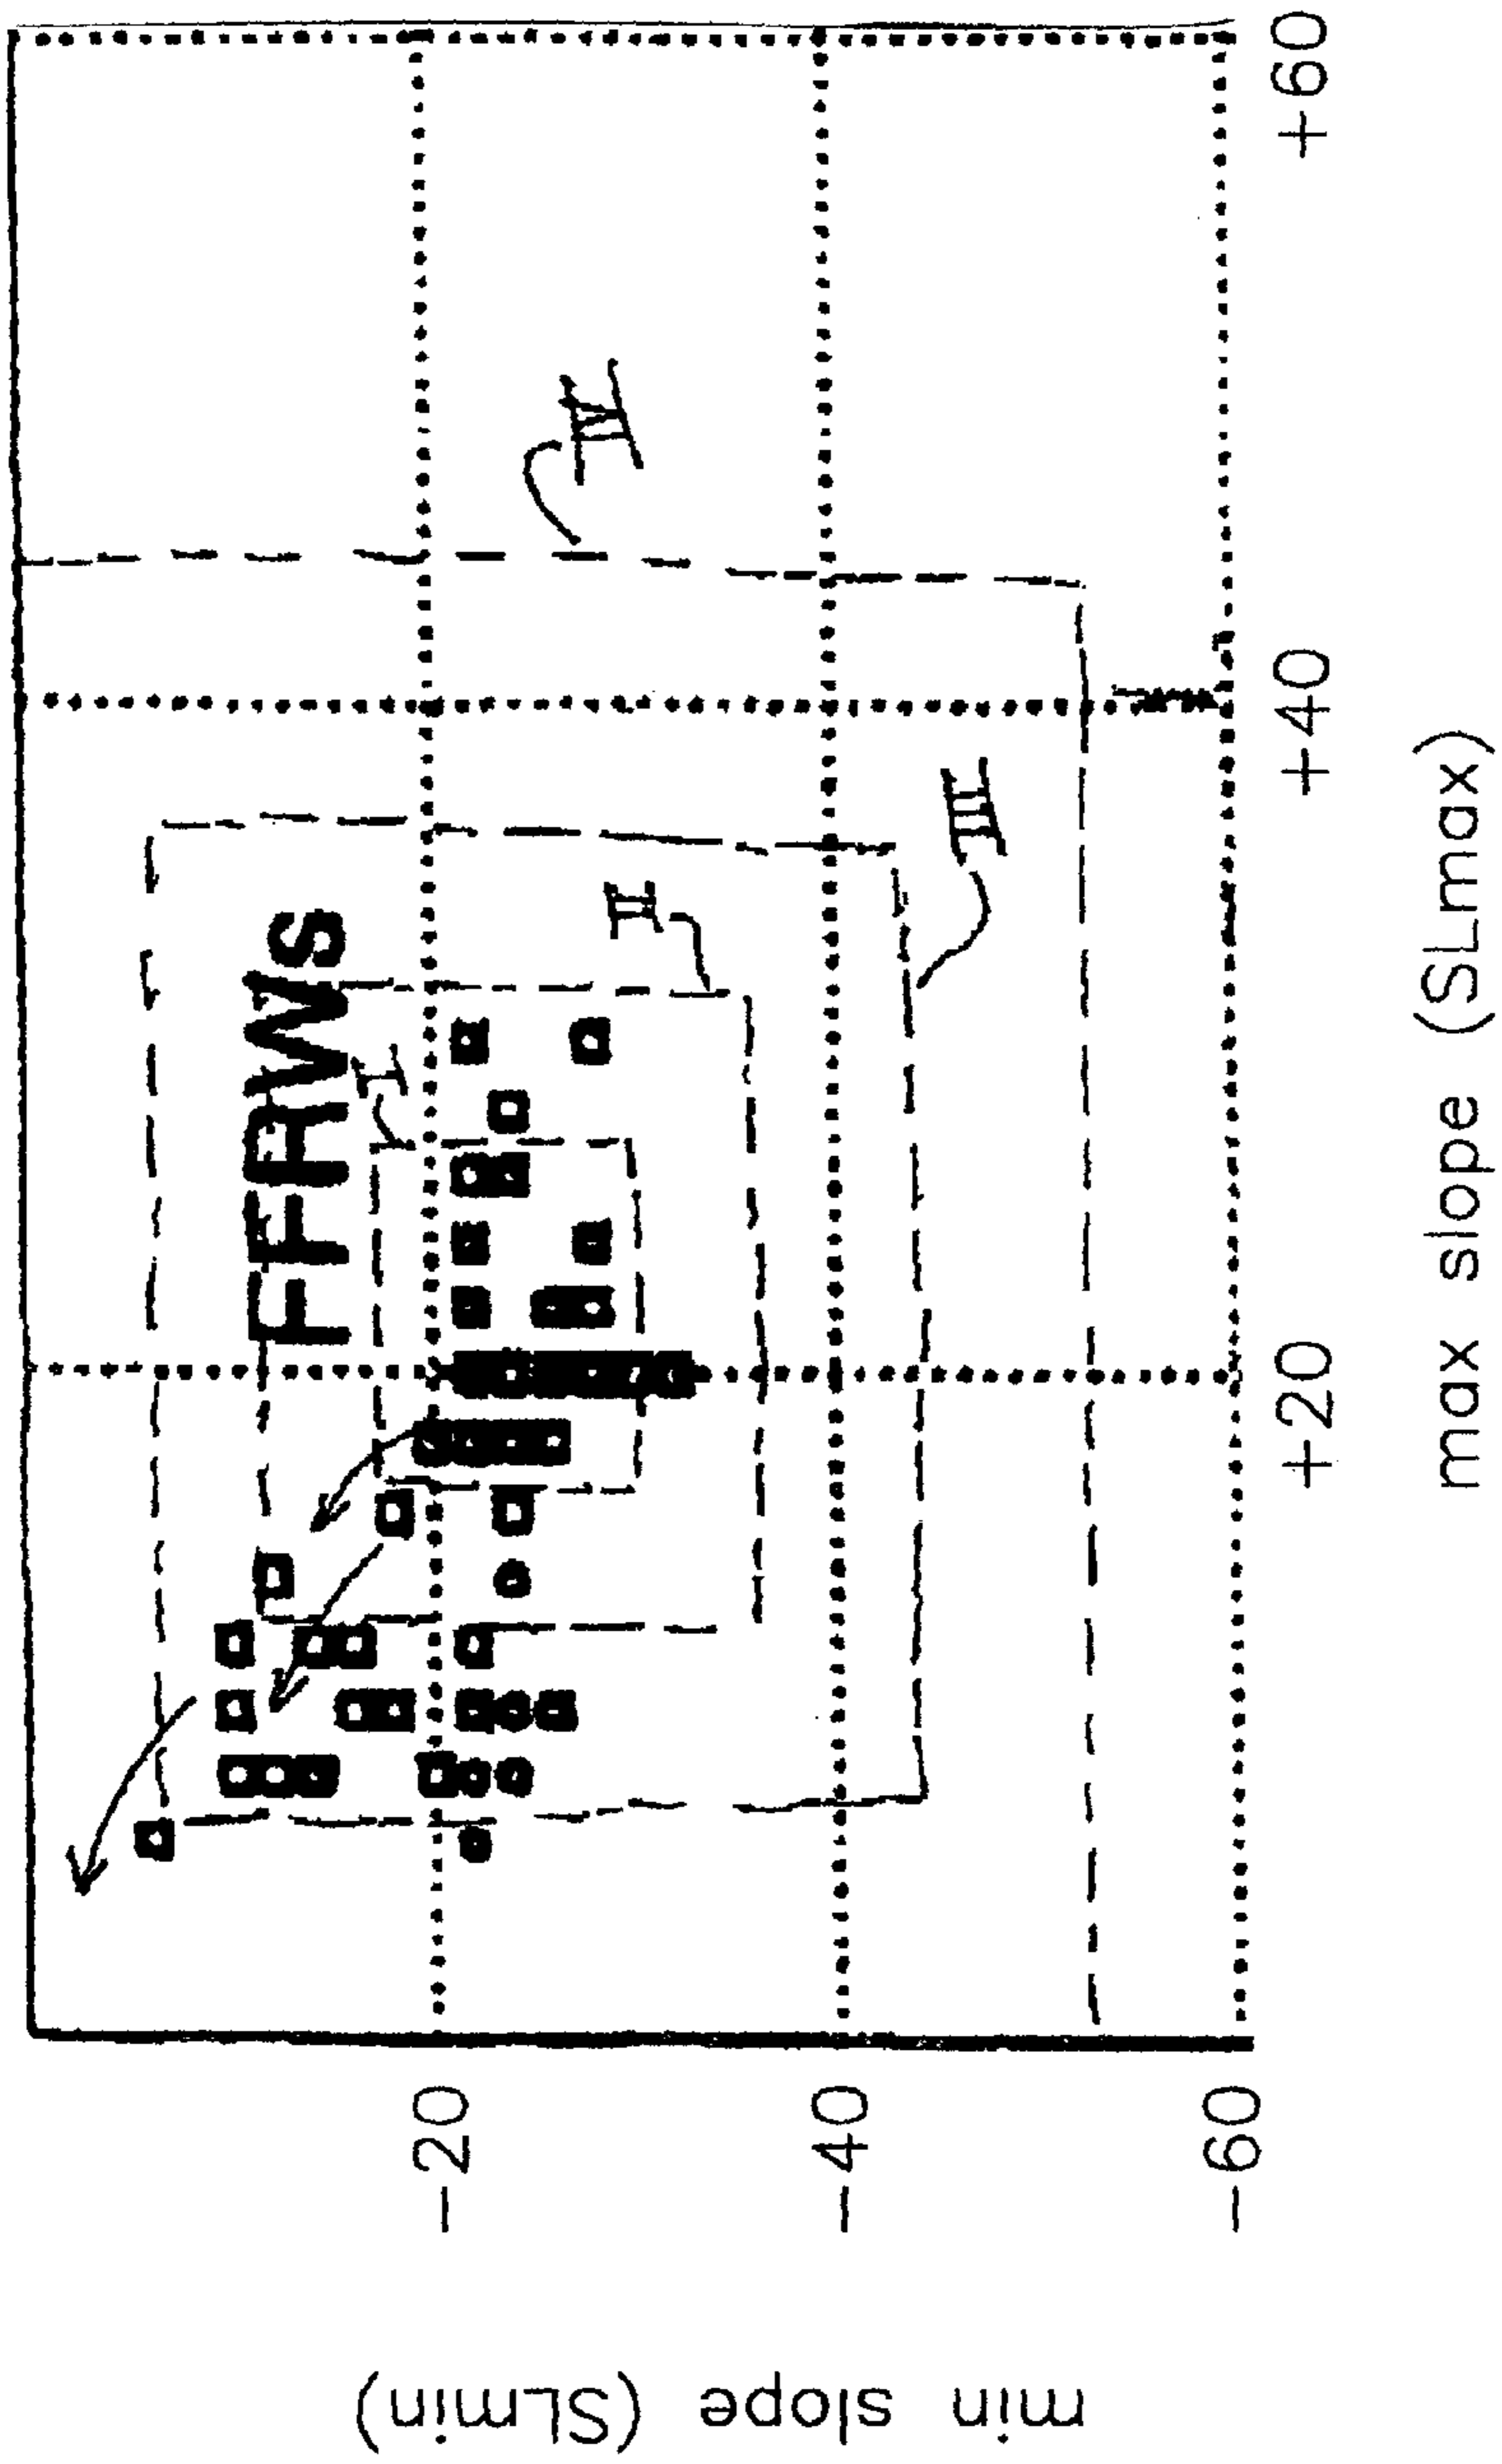 min slope (SLmin)
-20
-40
-60
FFRWs
I
II
III
IV
+20
+40
+60
max slope (SLmax)